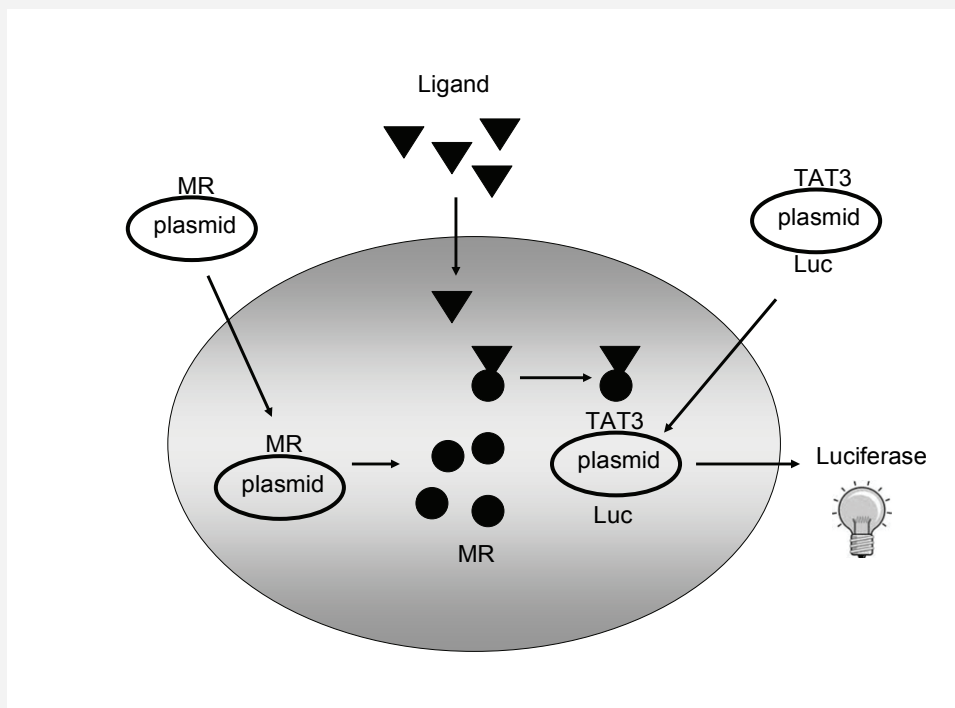 Ligand
MR
plasmid
TAT3
plasmid
Luc
TAT3
plasmid
Luc
MR
plasmid
MR
Luciferase